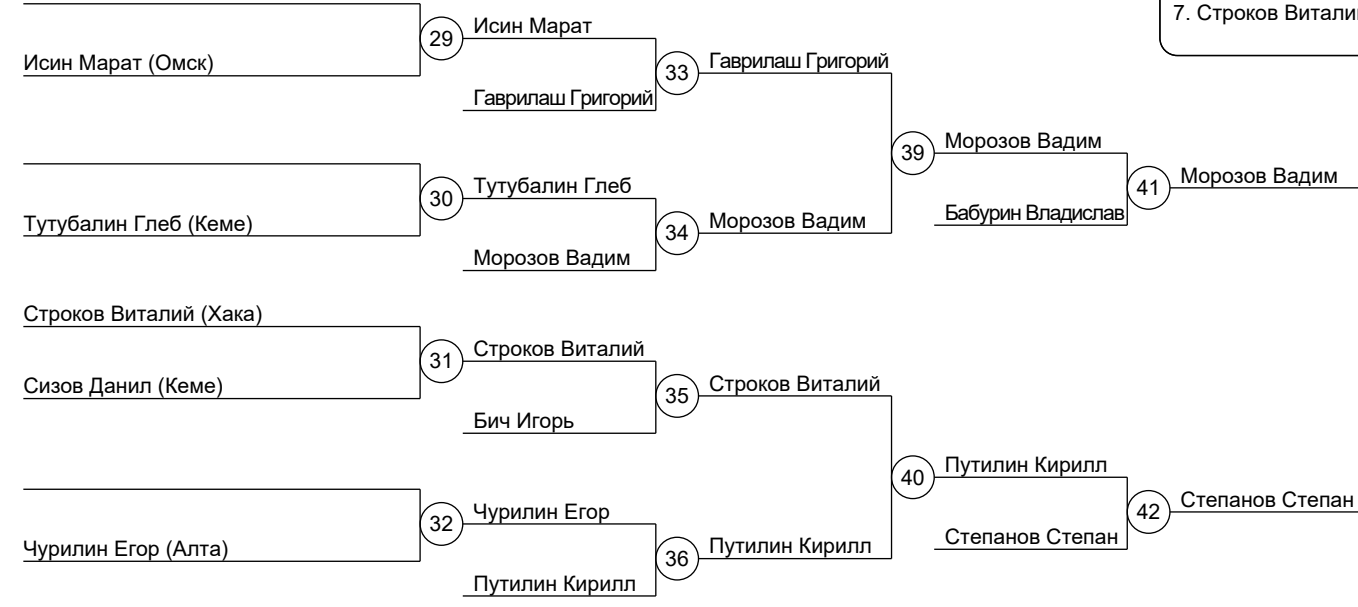 7. Строков Витали
29
Исин Марат
Исин Марат (Омск)
33
Гаврилаш Григорий
Гаврилаш Григорий
39
Морозов Вадим
41
Морозов Вадим
30
Тутубалин Глеб
Тутубалин Глеб (Кеме)
Бабурин Владислав
34
Морозов Вадим
Морозов Вадим
Строков Виталий (Хака)
31
Строков Виталий
Сизов Данил (Кеме)
35
Строков Виталий
Бич Игорь
40
Путилин Кирилл
42
Степанов Степан
32
Чурилин Егор
Чурилин Егор (Алта)
Степанов Степан
36
Путилин Кирилл
Путилин Кирилл